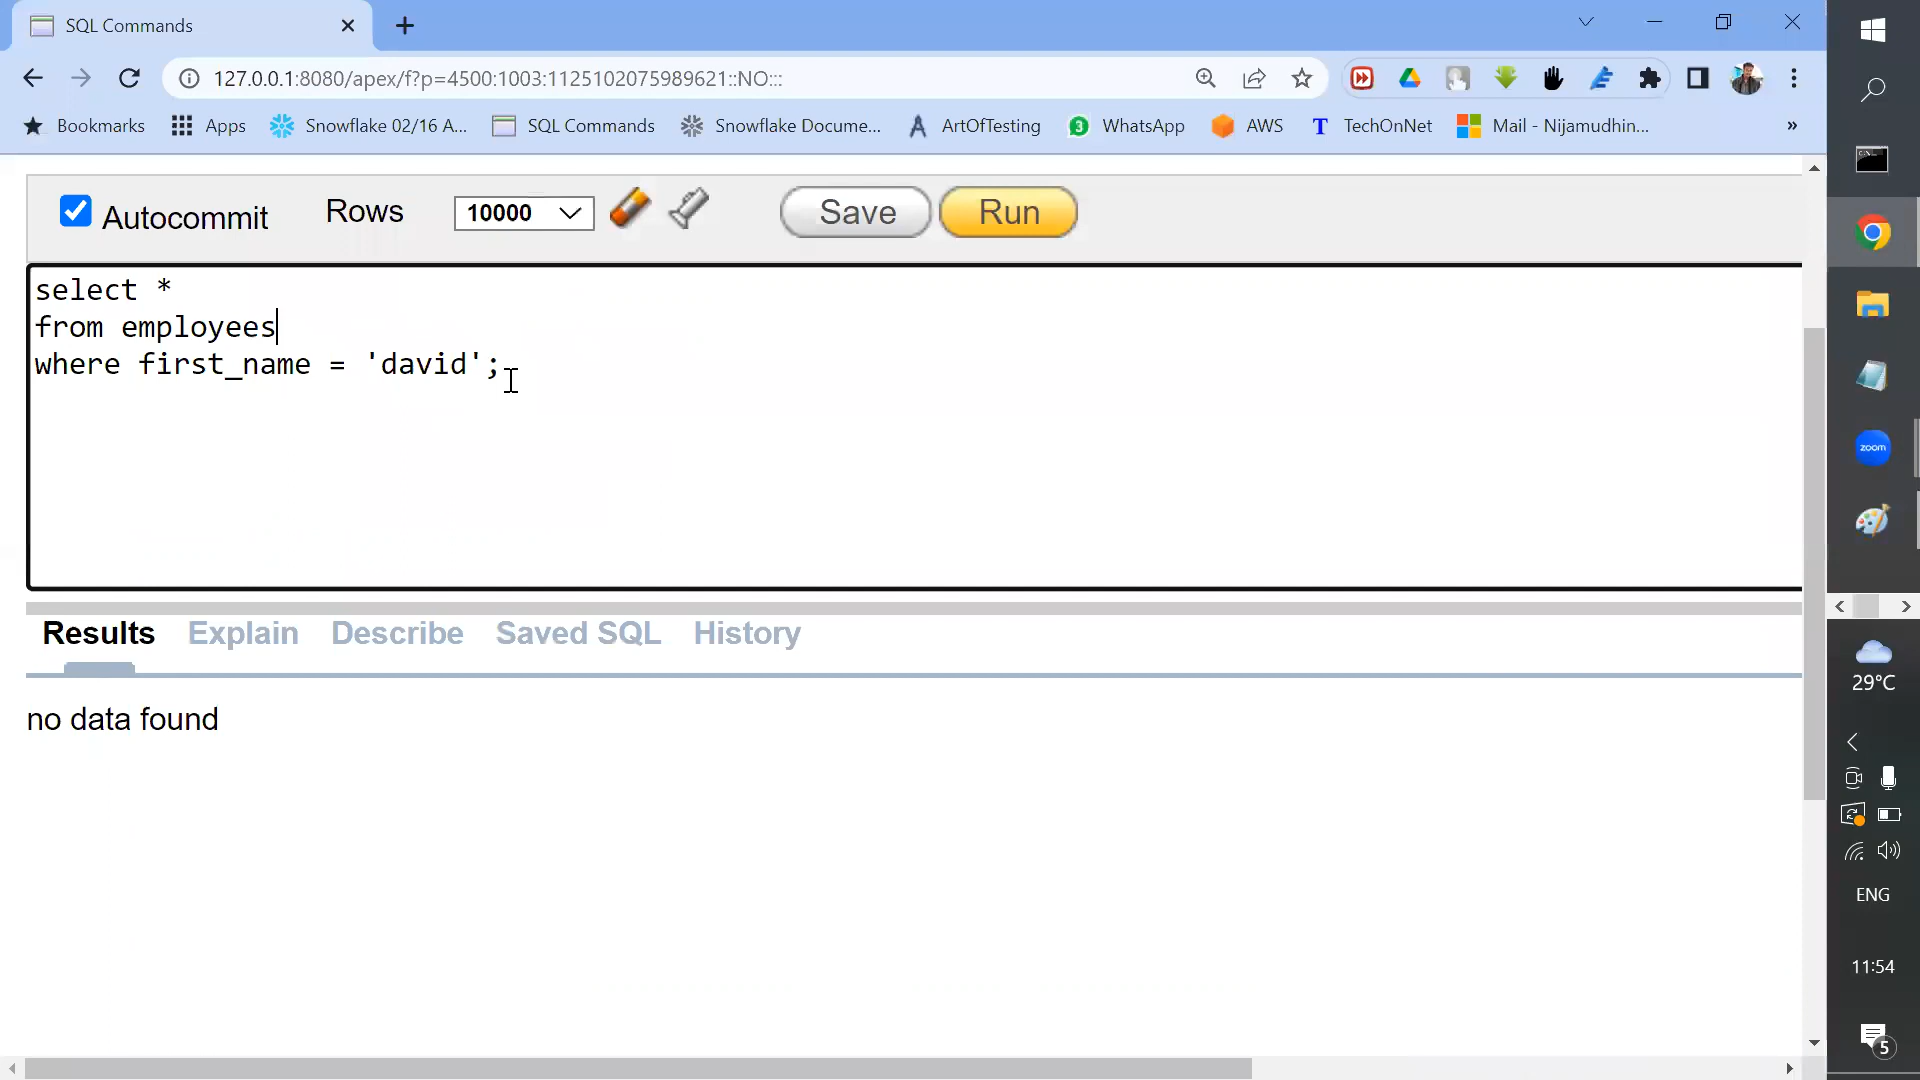 SQL Commands
127.0.0.1:8080/apex/f?p=4500:1003:1125102075989621::NO:::
Bookmarks Apps Snowflake 02/16 A... SQL Commands Snowflake Docume... ArtOfTesting 3 WhatsApp AWS T TechOnNet Mail - Nijamudhin... »
Autocommit Rows 10000 Save Run
select *
from employees
where first_name = 'david';
Results Explain Describe Saved SQL History
no data found
zoom
29°C
ENG
11:54
5